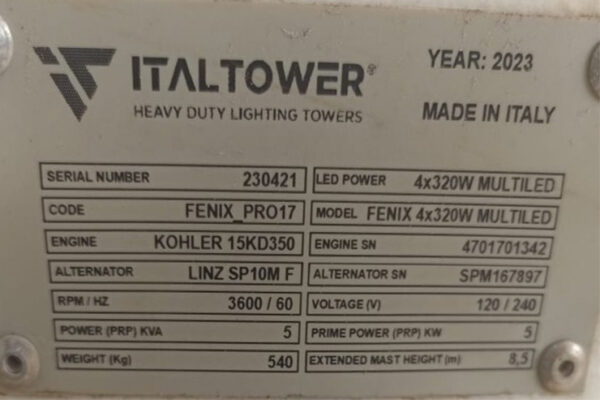 ITALTOWER®
HEAVY DUTY LIGHTING TOWERS
YEAR: 2023
MADE IN ITALY
SERIAL NUMBER 230421 LED POWER 4x320W MULTILED
CODE FENIX_PRO17 MODEL FENIX 4x320W MULTILED
ENGINE KOHLER 15KD350 ENGINE SN 4701701342
ALTERNATOR LINZ SP10M F ALTERNATOR SN SPM167897
RPM / HZ 3600 / 60 VOLTAGE (V) 120 / 240
POWER (PRP) KVA 5 PRIME POWER (PRP) KW 5
WEIGHT (Kg) 540 EXTENDED MAST HEIGHT (m) 8,5